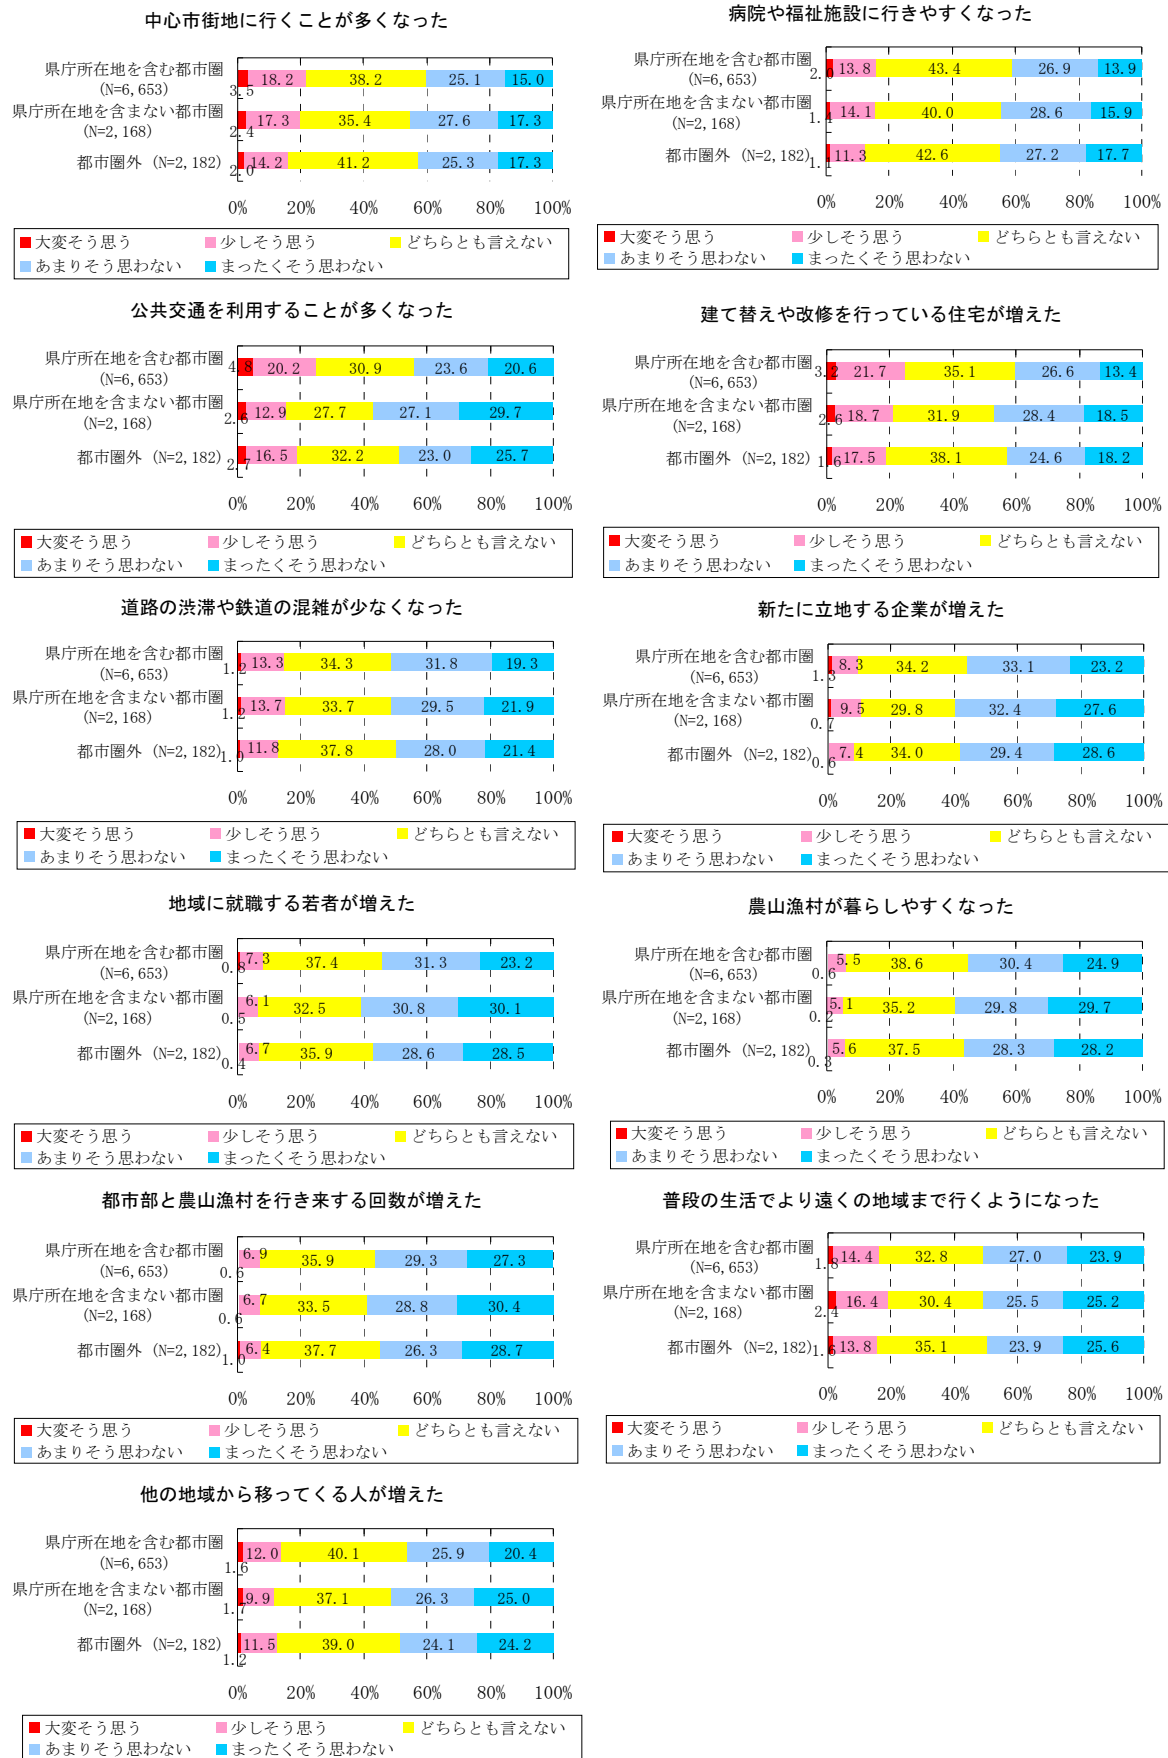 中心市街地に行くことが多くなった
県庁所在地を含む都市圏
(N=6,653)
3.5 18.2 38.2 25.1 15.0
県庁所在地を含まない都市圏
(N=2,168)
2.4 17.3 35.4 27.6 17.3
都市圏外 (N=2,182)
2.0 14.2 41.2 25.3 17.3
0% 20% 40% 60% 80% 100%
■大変そう思う ■少しそう思う ■どちらとも言えない
■あまりそう思わない ■まったくそう思わない
病院や福祉施設に行きやすくなった
県庁所在地を含む都市圏
(N=6,653)
2.0 13.8 43.4 26.9 13.9
県庁所在地を含まない都市圏
(N=2,168)
1.4 14.1 40.0 28.6 15.9
都市圏外 (N=2,182)
1.1 11.3 42.6 27.2 17.7
0% 20% 40% 60% 80% 100%
■大変そう思う ■少しそう思う ■どちらとも言えない
■あまりそう思わない ■まったくそう思わない
公共交通を利用することが多くなった
県庁所在地を含む都市圏
(N=6,653)
4.8 20.2 30.9 23.6 20.6
県庁所在地を含まない都市圏
(N=2,168)
2.6 12.9 27.7 27.1 29.7
都市圏外 (N=2,182)
2.7 16.5 32.2 23.0 25.7
0% 20% 40% 60% 80% 100%
■大変そう思う ■少しそう思う ■どちらとも言えない
■あまりそう思わない ■まったくそう思わない
建て替えや改修を行っている住宅が増えた
県庁所在地を含む都市圏
(N=6,653)
3.2 21.7 35.1 26.6 13.4
県庁所在地を含まない都市圏
(N=2,168)
2.6 18.7 31.9 28.4 18.5
都市圏外 (N=2,182)
1.6 17.5 38.1 24.6 18.2
0% 20% 40% 60% 80% 100%
■大変そう思う ■少しそう思う ■どちらとも言えない
■あまりそう思わない ■まったくそう思わない
道路の渋滞や鉄道の混雑が少なくなった
県庁所在地を含む都市圏
(N=6,653)
1.2 13.3 34.3 31.8 19.3
県庁所在地を含まない都市圏
(N=2,168)
1.2 13.7 33.7 29.5 21.9
都市圏外 (N=2,182)
1.0 11.8 37.8 28.0 21.4
0% 20% 40% 60% 80% 100%
■大変そう思う ■少しそう思う ■どちらとも言えない
■あまりそう思わない ■まったくそう思わない
新たに立地する企業が増えた
県庁所在地を含む都市圏
(N=6,653)
1.3 8.3 34.2 33.1 23.2
県庁所在地を含まない都市圏
(N=2,168)
0.7 9.5 29.8 32.4 27.6
都市圏外 (N=2,182)
0.6 7.4 34.0 29.4 28.6
0% 20% 40% 60% 80% 100%
■大変そう思う ■少しそう思う ■どちらとも言えない
■あまりそう思わない ■まったくそう思わない
地域に就職する若者が増えた
県庁所在地を含む都市圏
(N=6,653)
0.8 7.3 37.4 31.3 23.2
県庁所在地を含まない都市圏
(N=2,168)
0.5 6.1 32.5 30.8 30.1
都市圏外 (N=2,182)
0.4 6.7 35.9 28.6 28.5
0% 20% 40% 60% 80% 100%
■大変そう思う ■少しそう思う ■どちらとも言えない
■あまりそう思わない ■まったくそう思わない
農山漁村が暮らしやすくなった
県庁所在地を含む都市圏
(N=6,653)
0.6 5.5 38.6 30.4 24.9
県庁所在地を含まない都市圏
(N=2,168)
0.2 5.1 35.2 29.8 29.7
都市圏外 (N=2,182)
0.3 5.6 37.5 28.3 28.2
0% 20% 40% 60% 80% 100%
■大変そう思う ■少しそう思う ■どちらとも言えない
■あまりそう思わない ■まったくそう思わない
都市部と農山漁村を行き来する回数が増えた
県庁所在地を含む都市圏
(N=6,653)
0.6 6.9 35.9 29.3 27.3
県庁所在地を含まない都市圏
(N=2,168)
0.6 6.7 33.5 28.8 30.4
都市圏外 (N=2,182)
1.0 6.4 37.7 26.3 28.7
0% 20% 40% 60% 80% 100%
■大変そう思う ■少しそう思う ■どちらとも言えない
■あまりそう思わない ■まったくそう思わない
普段の生活でより遠くの地域まで行くようになった
県庁所在地を含む都市圏
(N=6,653)
1.8 14.4 32.8 27.0 23.9
県庁所在地を含まない都市圏
(N=2,168)
2.4 16.4 30.4 25.5 25.2
都市圏外 (N=2,182)
1.6 13.8 35.1 23.9 25.6
0% 20% 40% 60% 80% 100%
■大変そう思う ■少しそう思う ■どちらとも言えない
■あまりそう思わない ■まったくそう思わない
他の地域から移ってくる人が増えた
県庁所在地を含む都市圏
(N=6,653)
1.6 12.0 40.1 25.9 20.4
県庁所在地を含まない都市圏
(N=2,168)
1.7 9.9 37.1 26.3 25.0
都市圏外 (N=2,182)
1.2 11.5 39.0 24.1 24.2
0% 20% 40% 60% 80% 100%
■大変そう思う ■少しそう思う ■どちらとも言えない
■あまりそう思わない ■まったくそう思わない